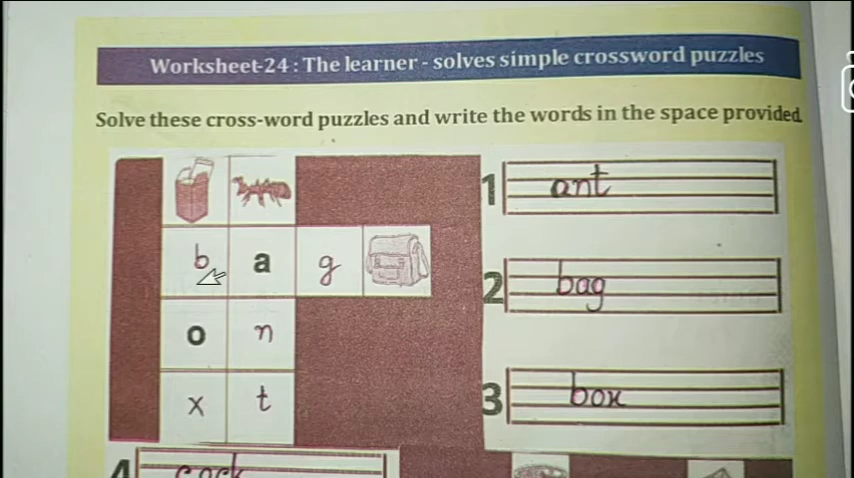 Worksheet-24 : The learner - solves simple crossword puzzles
Solve these cross-word puzzles and write the words in the space provided
1 ant
b a g
2 bag
o n
x t
3 box
4 cock